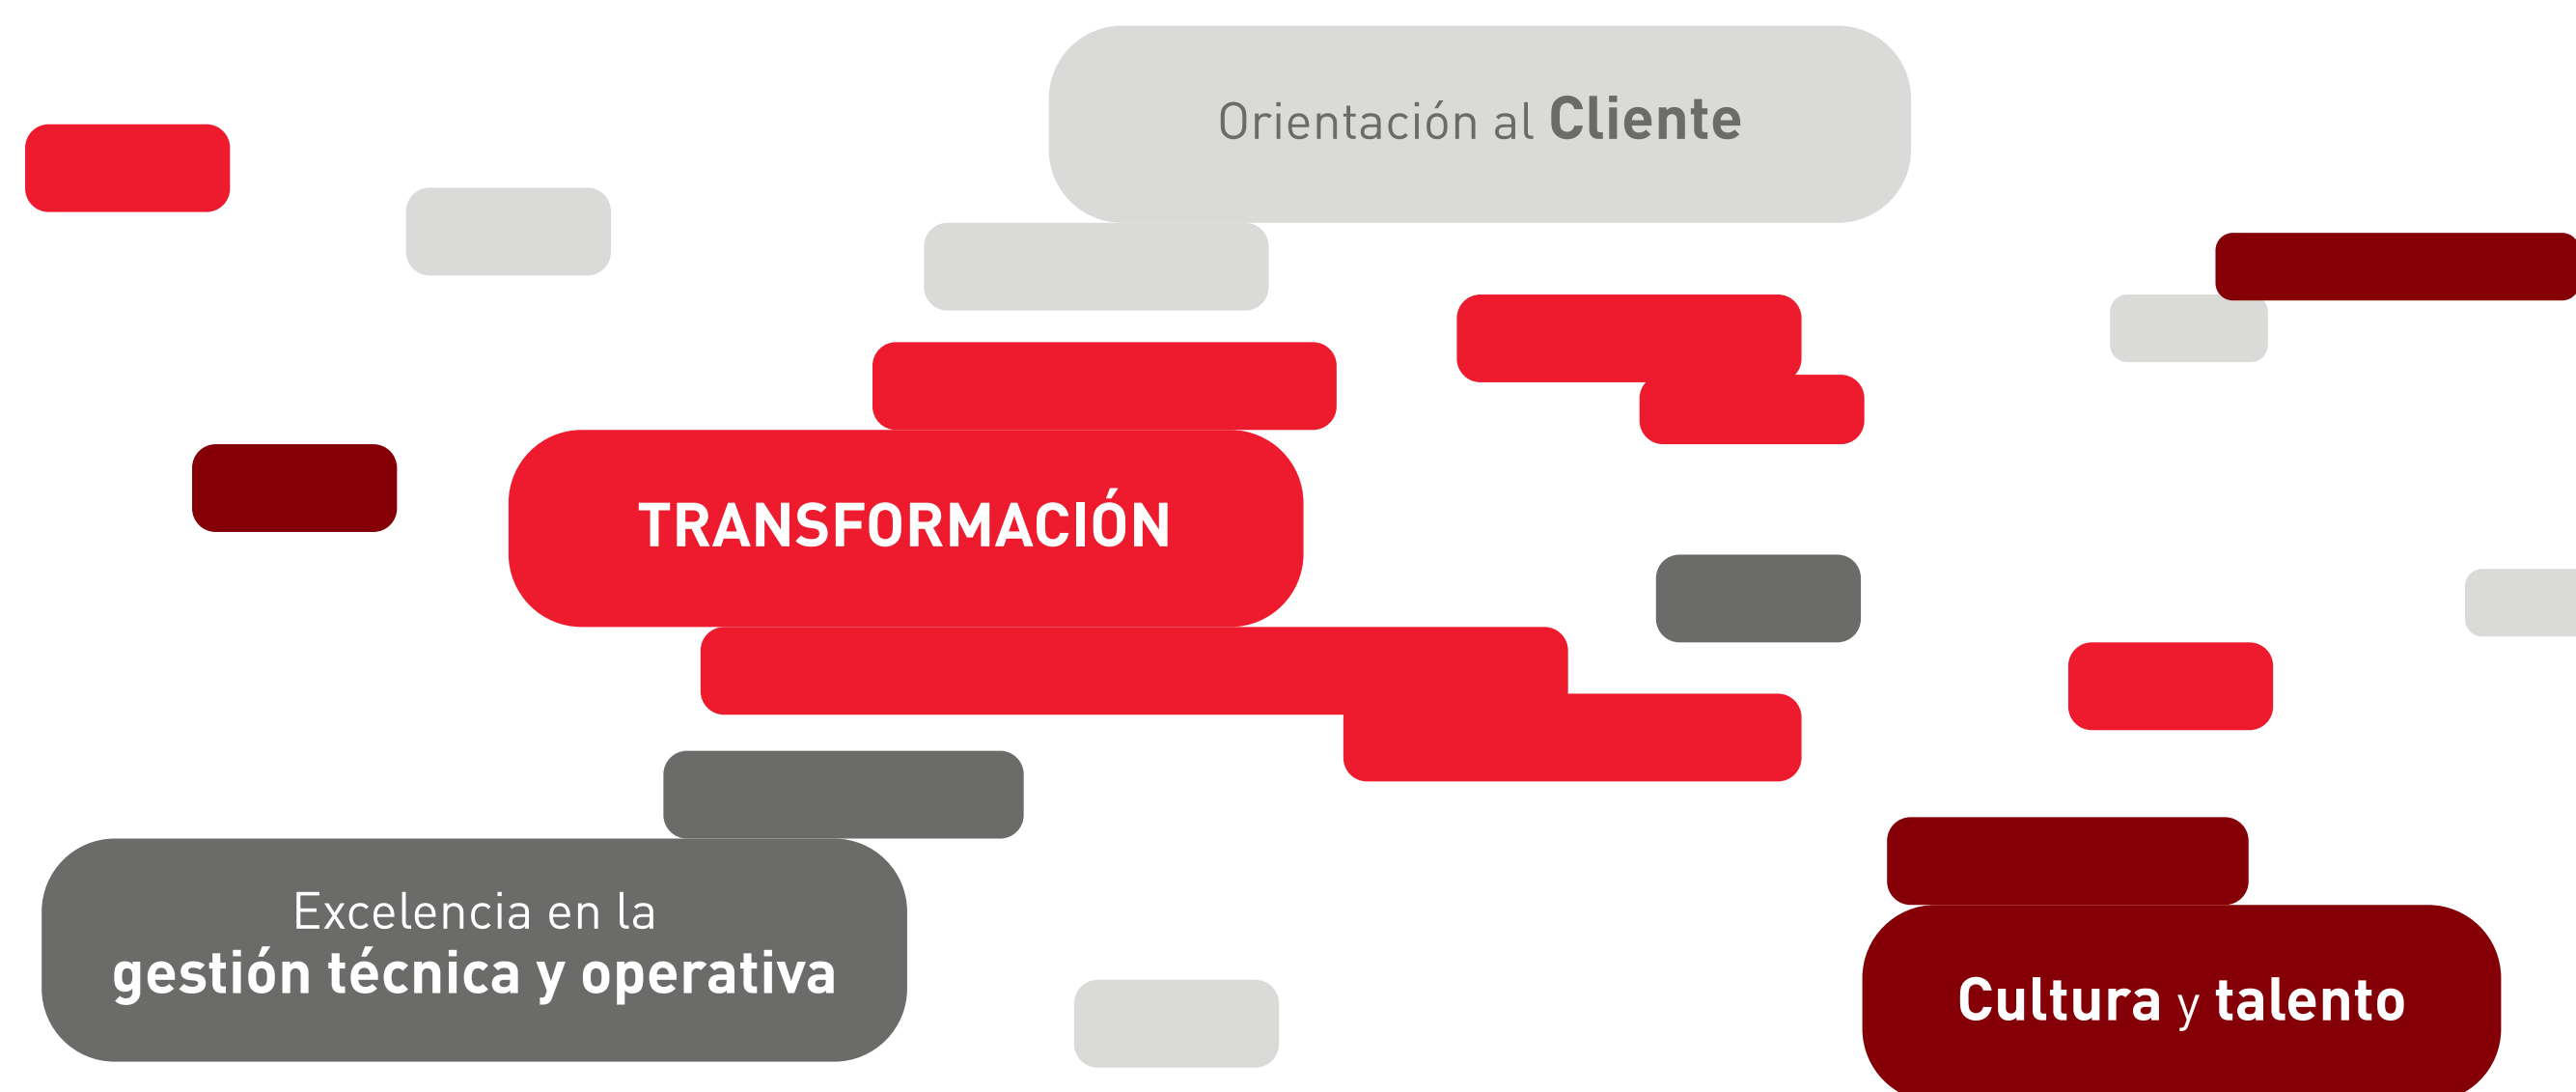 Orientación al Cliente
TRANSFORMACIÓN
Excelencia en la
gestión técnica y operativa
Cultura y talento